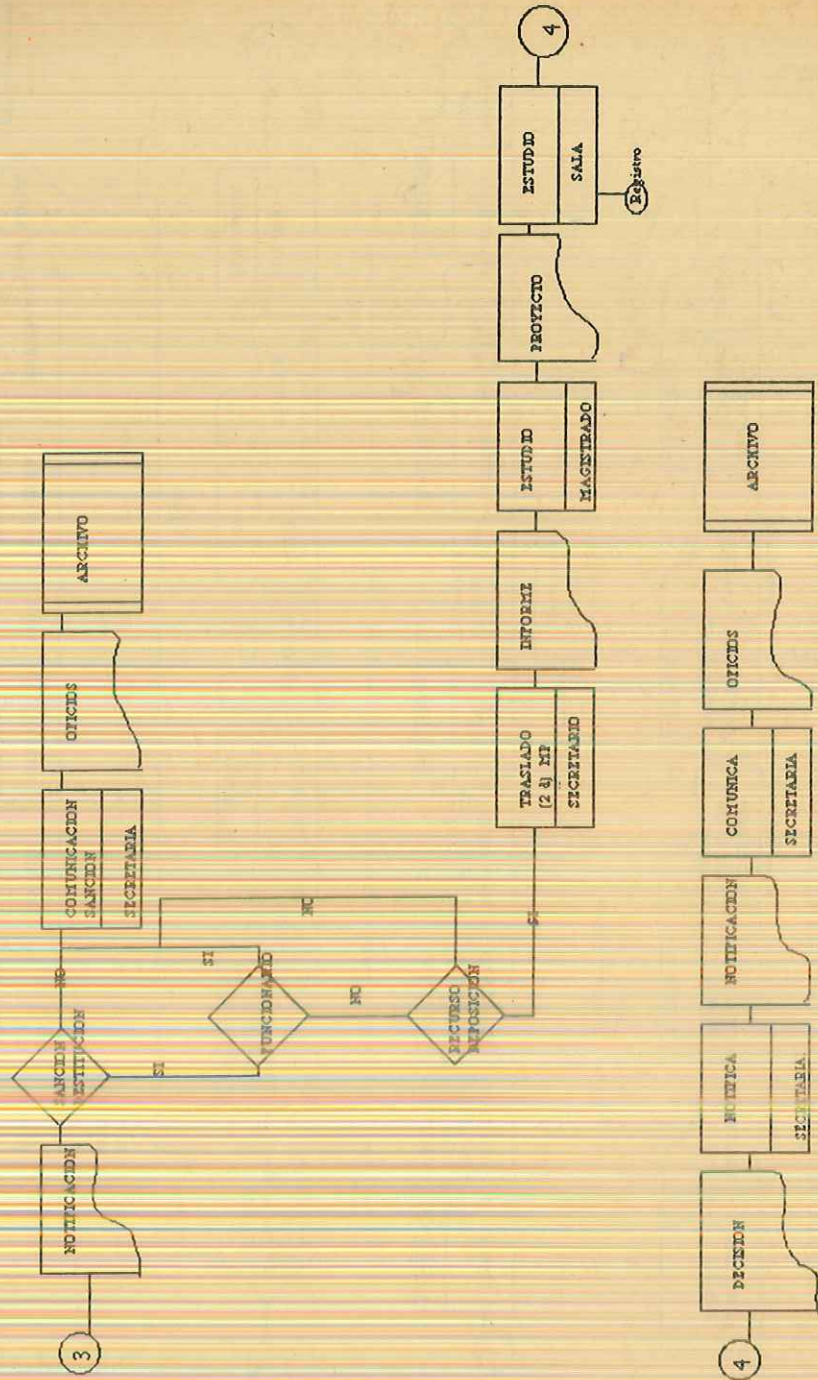 3
NOTIFICACION
SANCION
DESTITUCION
NO
COMUNICACION
SANCION
SECRETARIA
OFICIOS
ARCHIVO
SI
SI
FUNCIONARIO
NO
NO
RECURSO
REPOSICION
SI
TRASLADO
(2 d) MP
SECRETARIO
INFORME
ESTUDIO
MAGISTRADO
PROYECTO
ESTUDIO
SALA
Registro
4
4
DECISION
NOTIFICA
SECRETARIA
NOTIFICACION
COMUNICA
SECRETARIA
OFICIOS
ARCHIVO